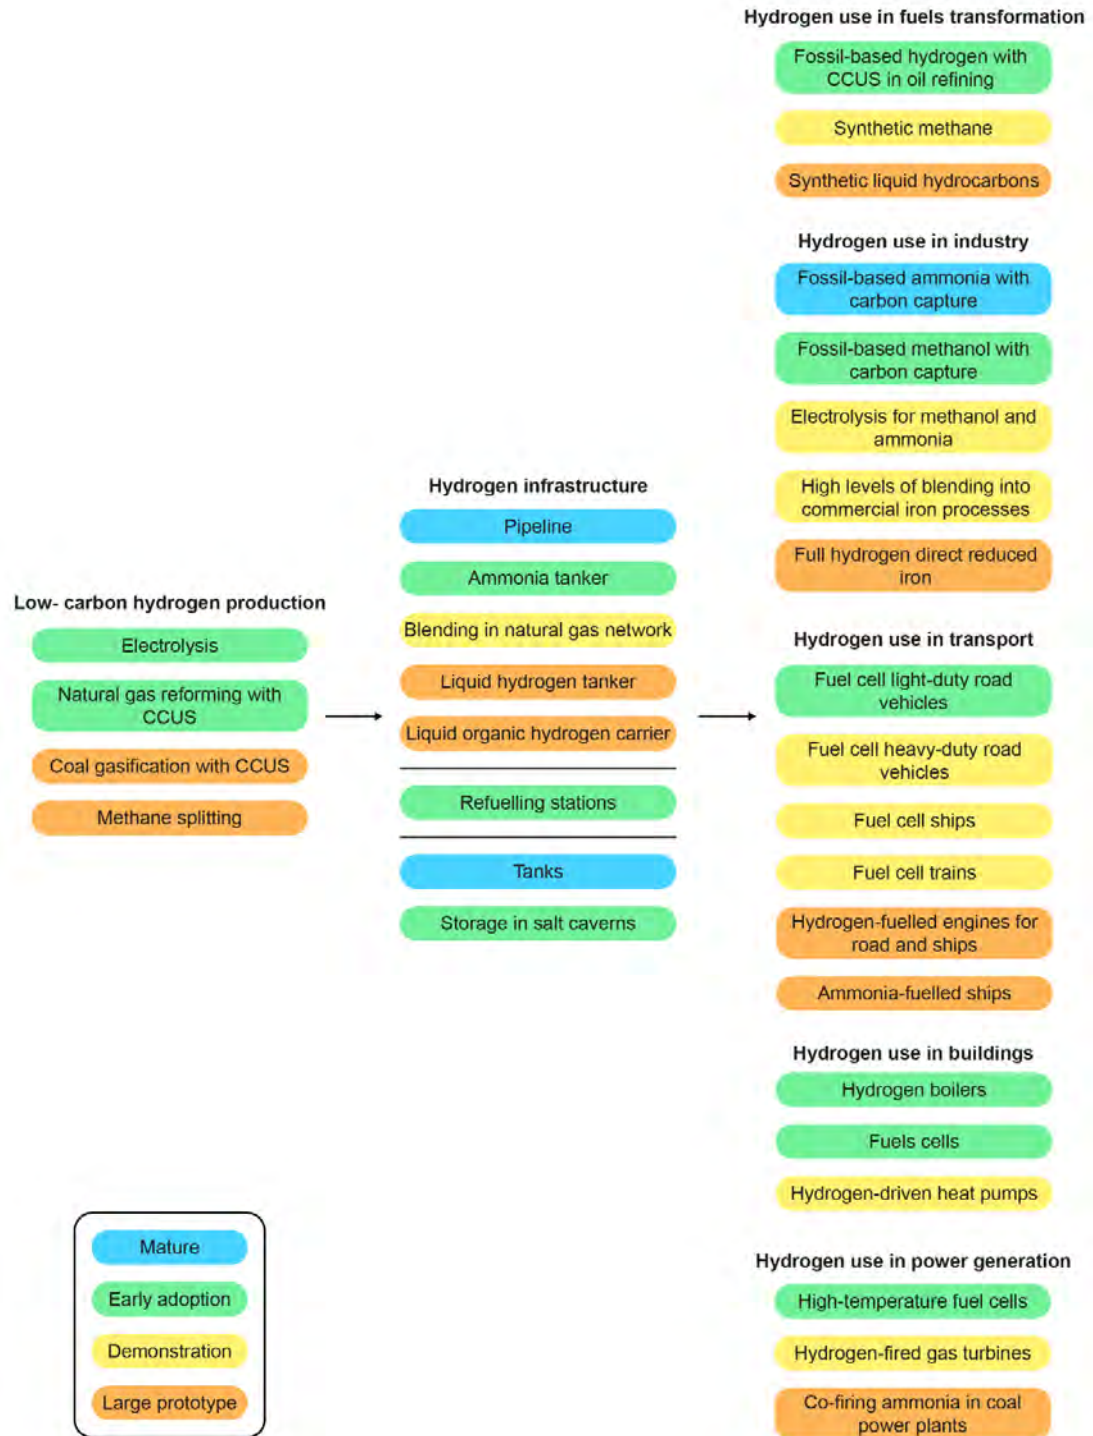 Low- carbon hydrogen production
Electrolysis
Natural gas reforming with
CCUS
Coal gasification with CCUS
Methane splitting
Hydrogen infrastructure
Pipeline
Ammonia tanker
Blending in natural gas network
Liquid hydrogen tanker
Liquid organic hydrogen carrier
Refuelling stations
Tanks
Storage in salt caverns
Hydrogen use in fuels transformation
Fossil-based hydrogen with
CCUS in oil refining
Synthetic methane
Synthetic liquid hydrocarbons
Hydrogen use in industry
Fossil-based ammonia with
carbon capture
Fossil-based methanol with
carbon capture
Electrolysis for methanol and
ammonia
High levels of blending into
commercial iron processes
Full hydrogen direct reduced
iron
Hydrogen use in transport
Fuel cell light-duty road
vehicles
Fuel cell heavy-duty road
vehicles
Fuel cell ships
Fuel cell trains
Hydrogen-fuelled engines for
road and ships
Ammonia-fuelled ships
Hydrogen use in buildings
Hydrogen boilers
Fuels cells
Hydrogen-driven heat pumps
Hydrogen use in power generation
High-temperature fuel cells
Hydrogen-fired gas turbines
Co-firing ammonia in coal
power plants
Mature
Early adoption
Demonstration
Large prototype